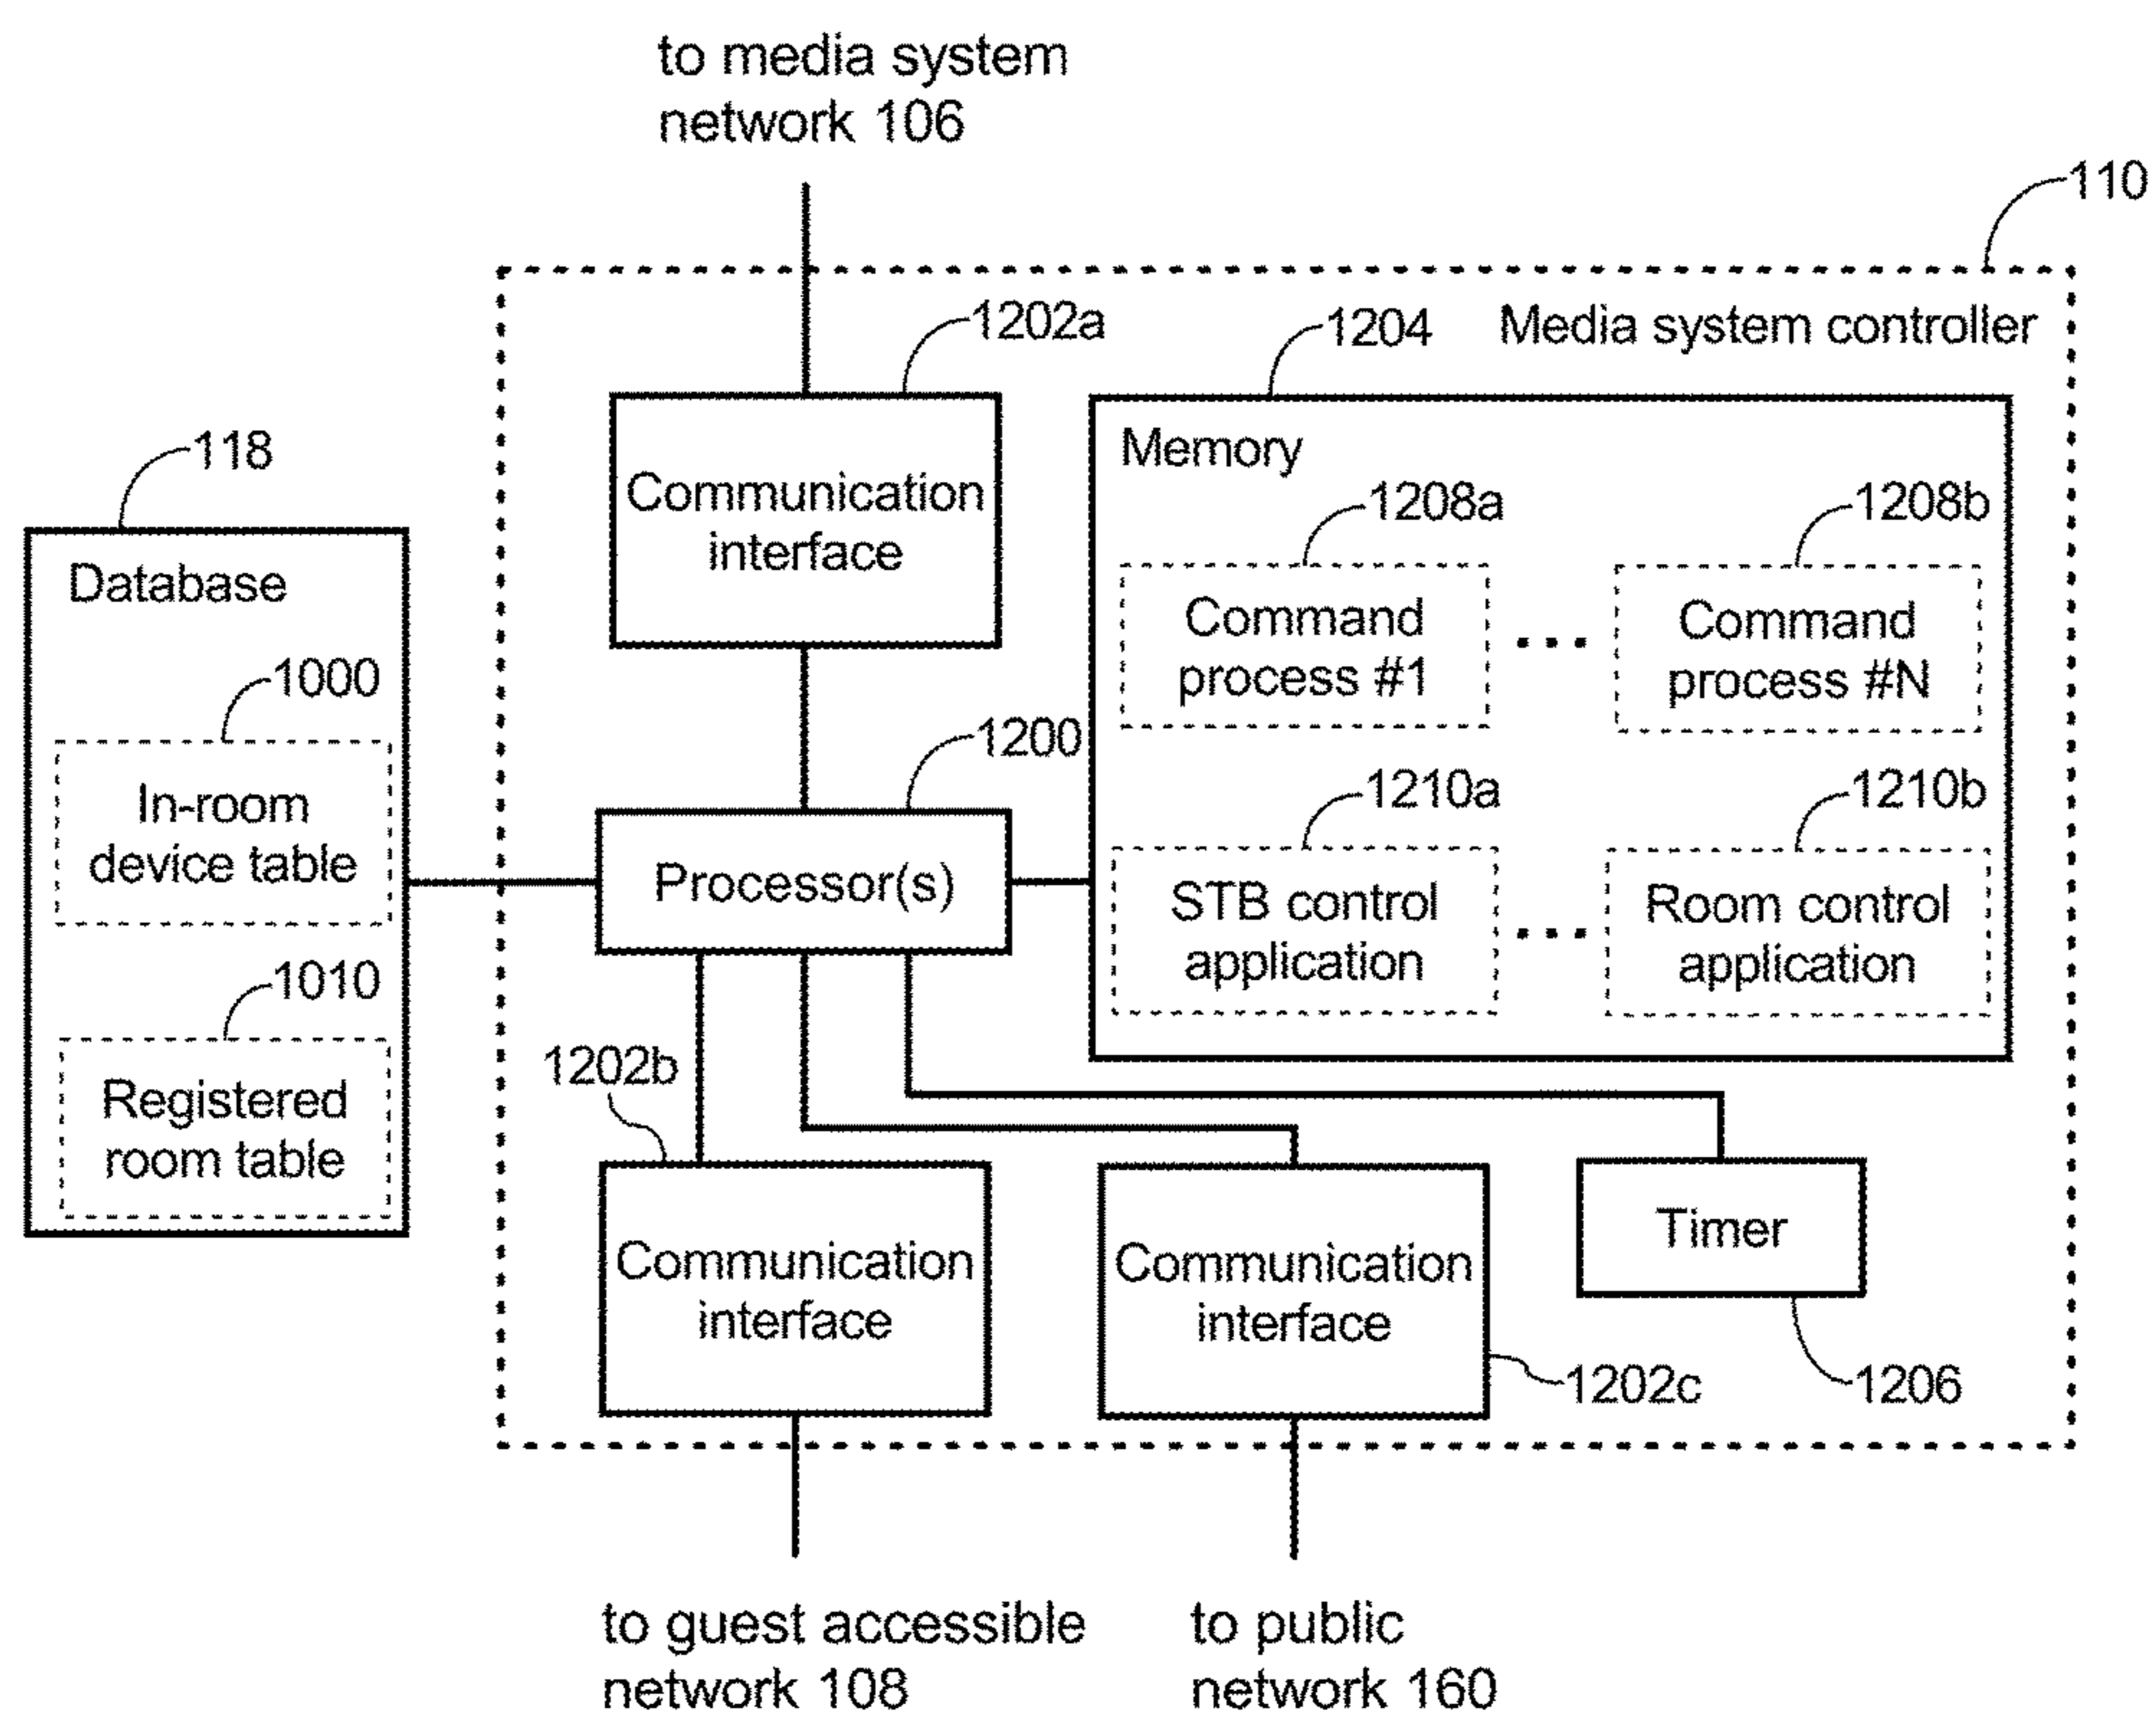 to media system
network 106
110
Media system controller
1202a
1204
Communication
interface
Memory
1208a
1208b
Command
process #1
...
Command
process #N
1210a
1210b
STB control
application
...
Room control
application
118
Database
1000
In-room
device table
1010
Registered
room table
1200
Processor(s)
1202b
Communication
interface
Communication
interface
1202c
Timer
1206
to guest accessible
network 108
to public
network 160